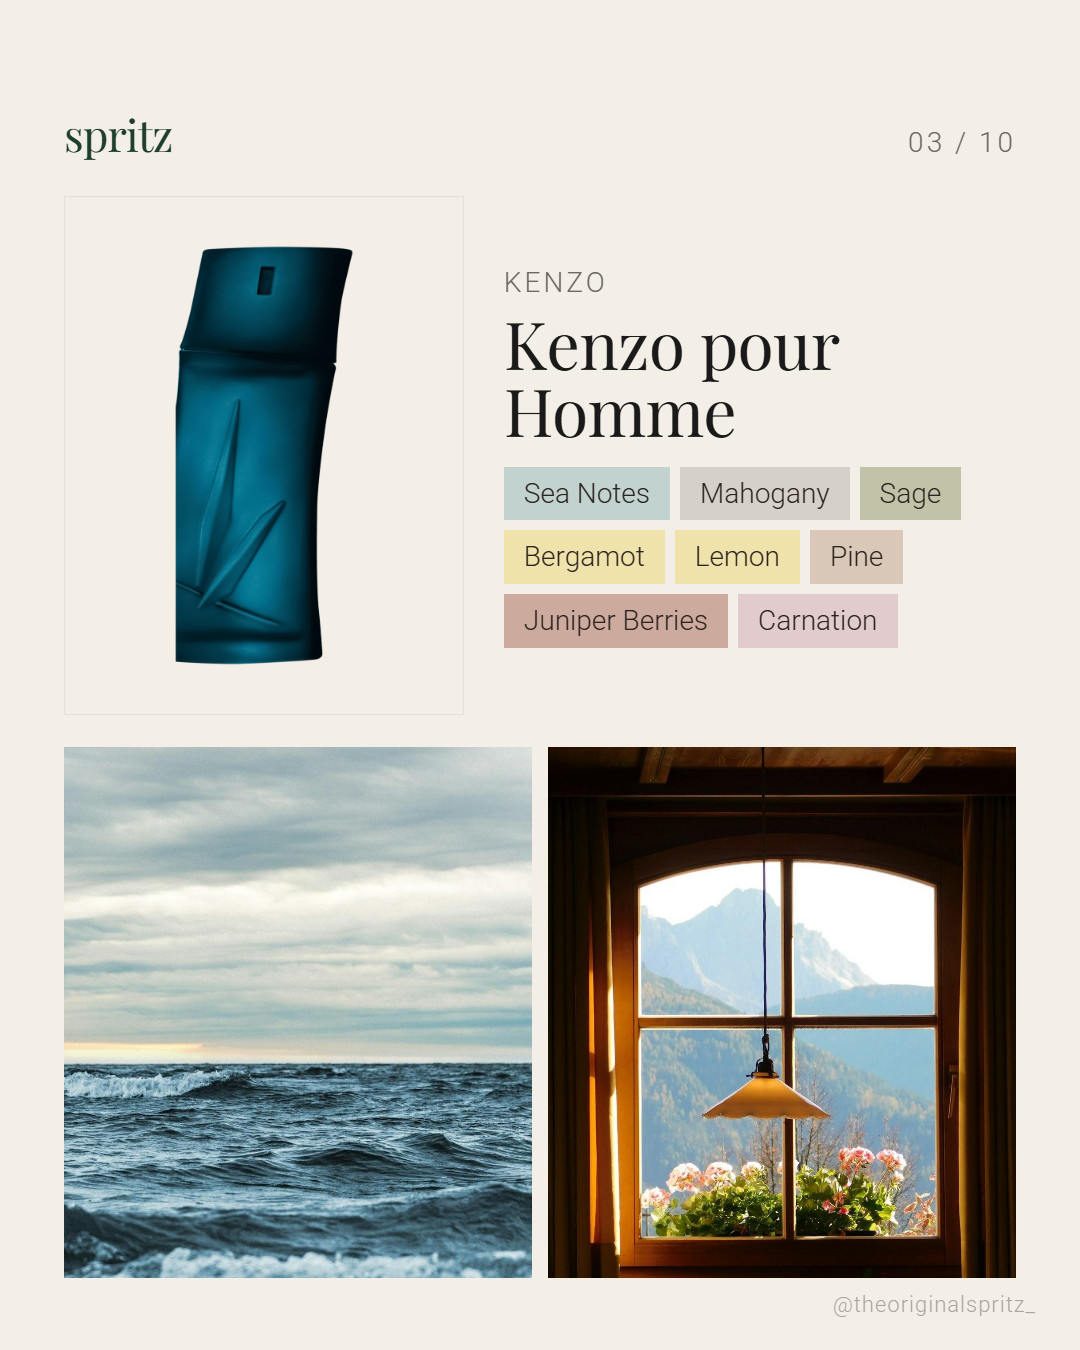 spritz
03 / 10
KENZO
Kenzo pour
Homme
Sea Notes Mahogany Sage
Bergamot Lemon Pine
Juniper Berries Carnation
@theoriginalspritz_